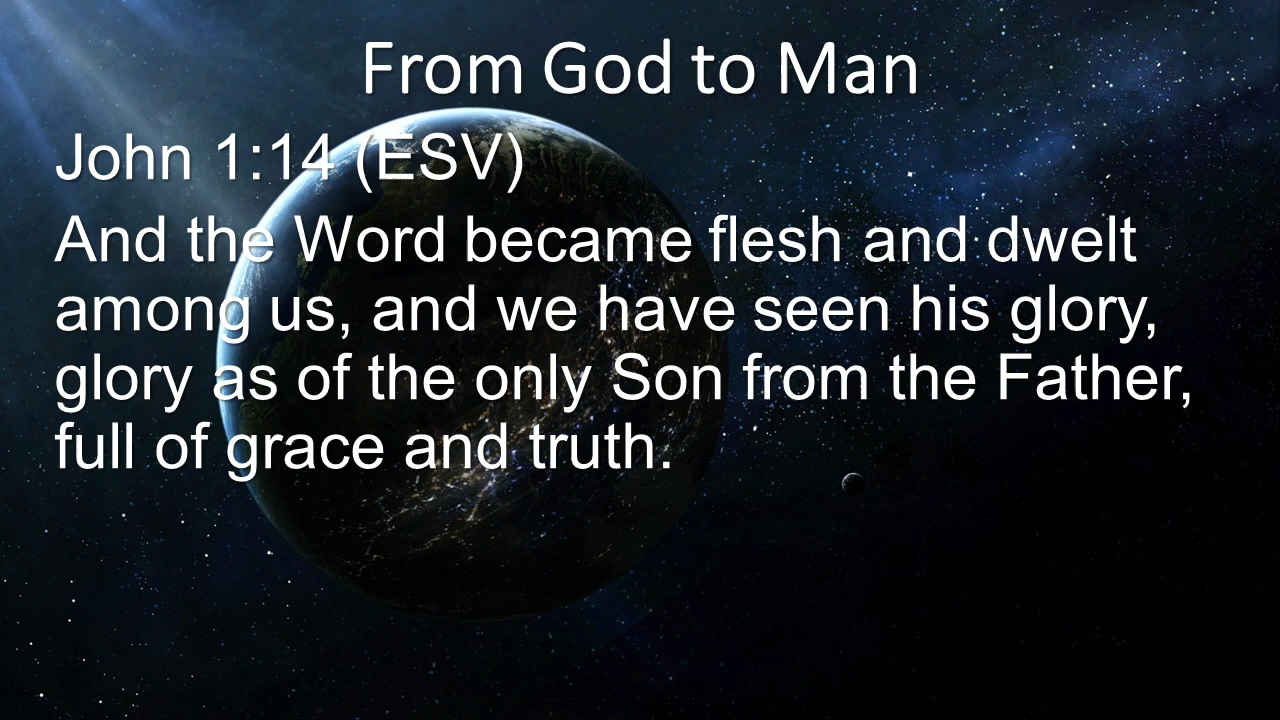 From God to Man
John 1:14 (ESV)
And the Word became flesh and dwelt
among us, and we have seen his glory,
glory as of the only Son from the Father,
full of grace and truth.